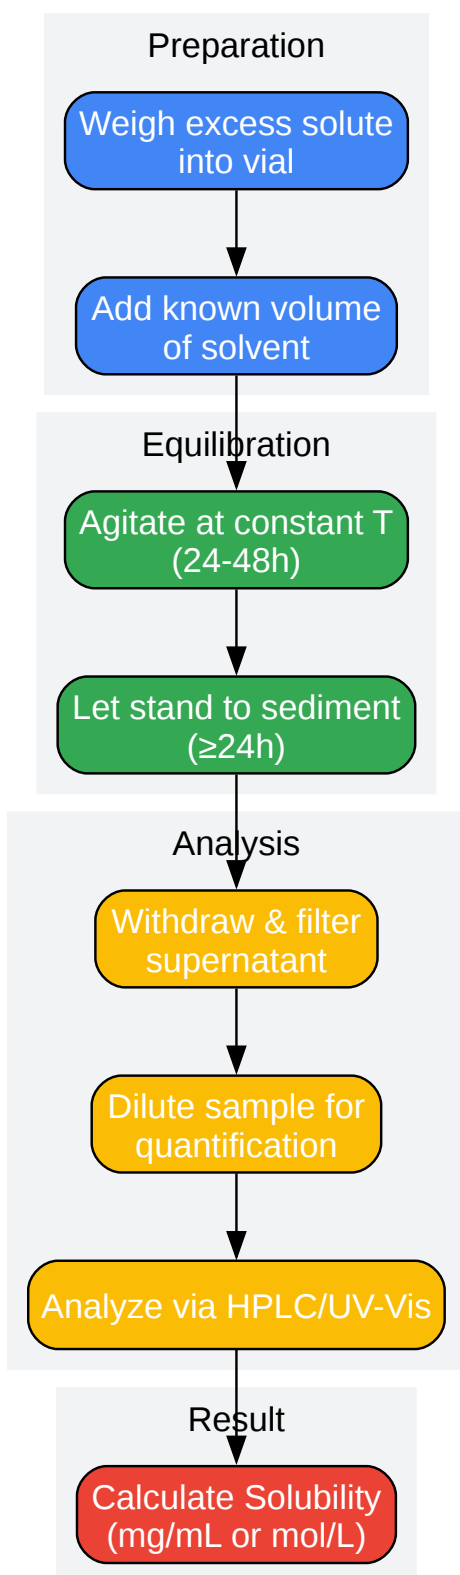 Preparation
Weigh excess solute
into vial
Add known volume
of solvent
Equilibration
Agitate at constant T
(24-48h)
Let stand to sediment
(≥24h)
Analysis
Withdraw & filter
supernatant
Dilute sample for
quantification
Analyze via HPLC/UV-Vis
Result
Calculate Solubility
(mg/mL or mol/L)